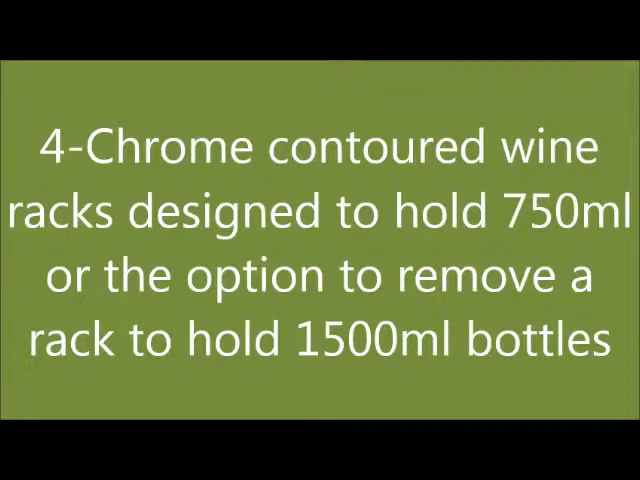 4-Chrome contoured wine
racks designed to hold 750ml
or the option to remove a
rack to hold 1500ml bottles